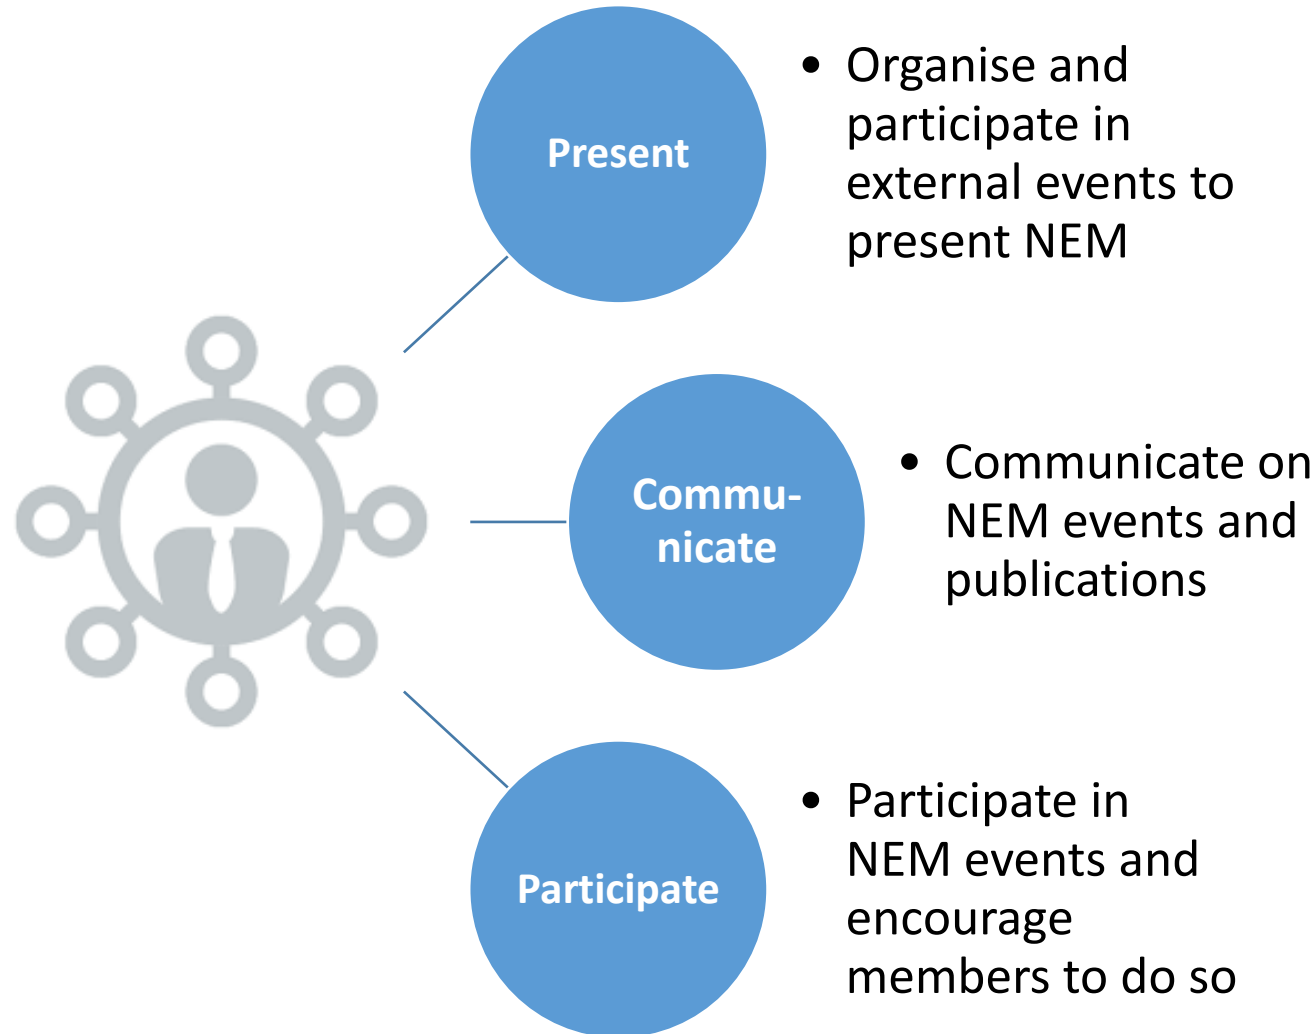 Present
• Organise and
participate in
external events to
present NEM
Commu-
nicate
• Communicate on
NEM events and
publications
Participate
• Participate in
NEM events and
encourage
members to do so